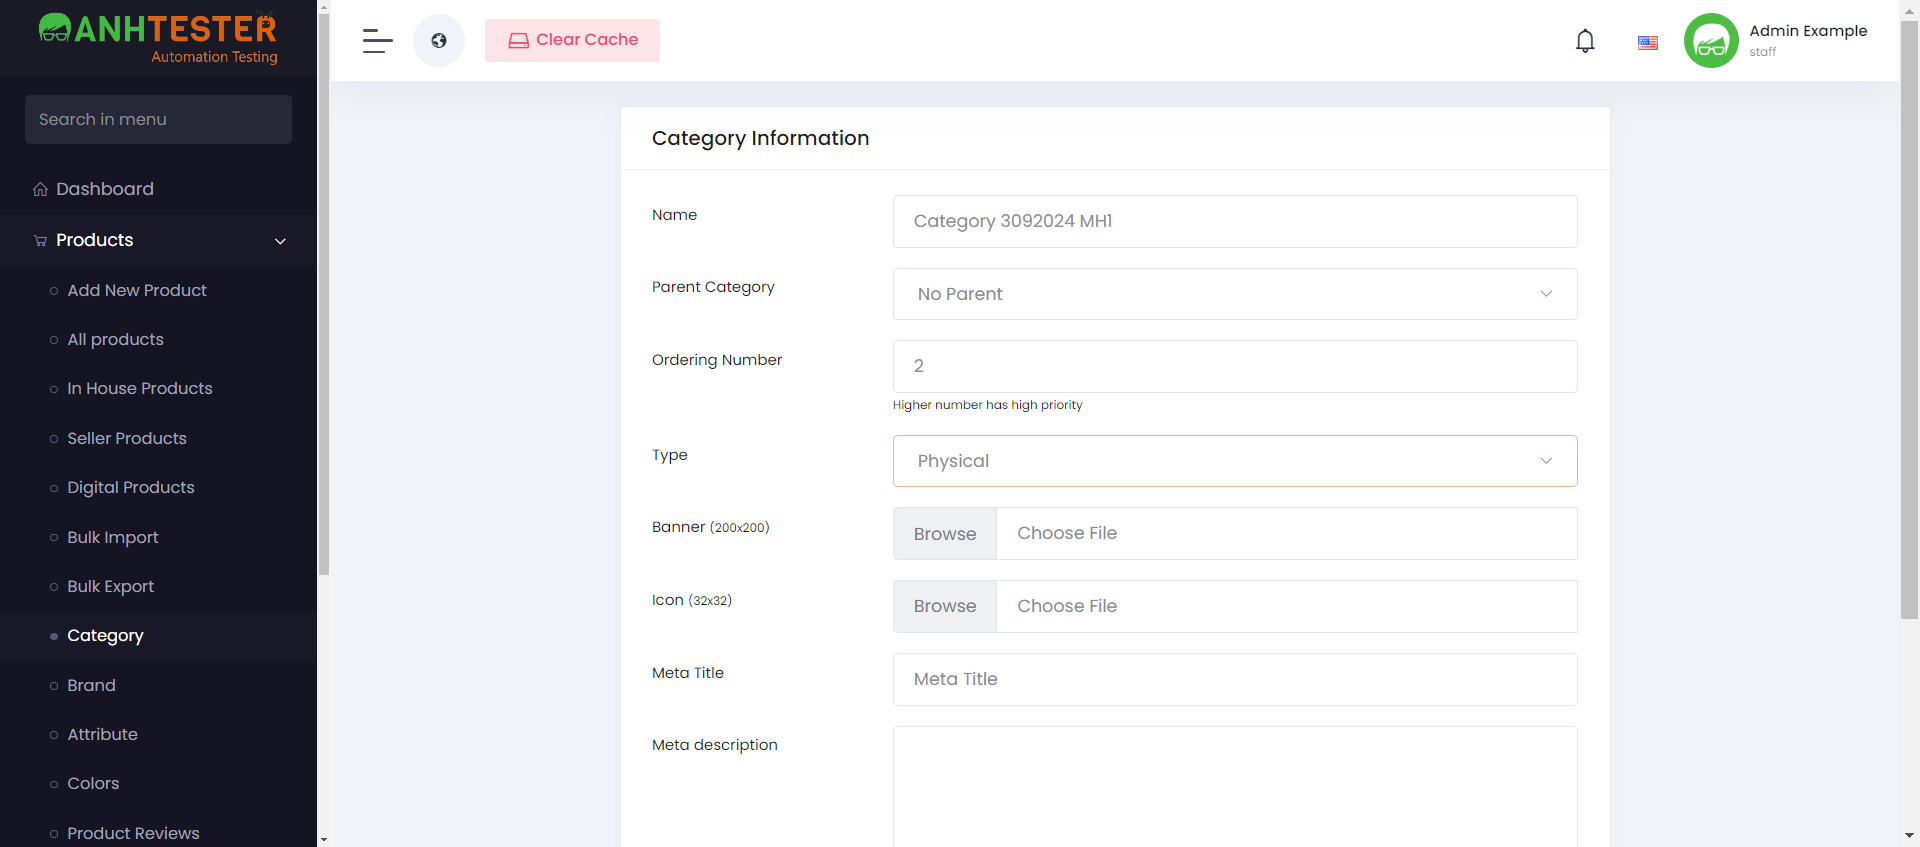 ANHTESTER
Automation Testing
Search in menu
Dashboard
Products
Add New Product
All products
In House Products
Seller Products
Digital Products
Bulk Import
Bulk Export
Category
Brand
Attribute
Colors
Product Reviews
Clear Cache
Admin Example
staff
Category Information
Name
Category 3092024 MH1
Parent Category
No Parent
Ordering Number
2
Higher number has high priority
Type
Physical
Banner (200x200)
Browse
Choose File
Icon (32x32)
Browse
Choose File
Meta Title
Meta Title
Meta description